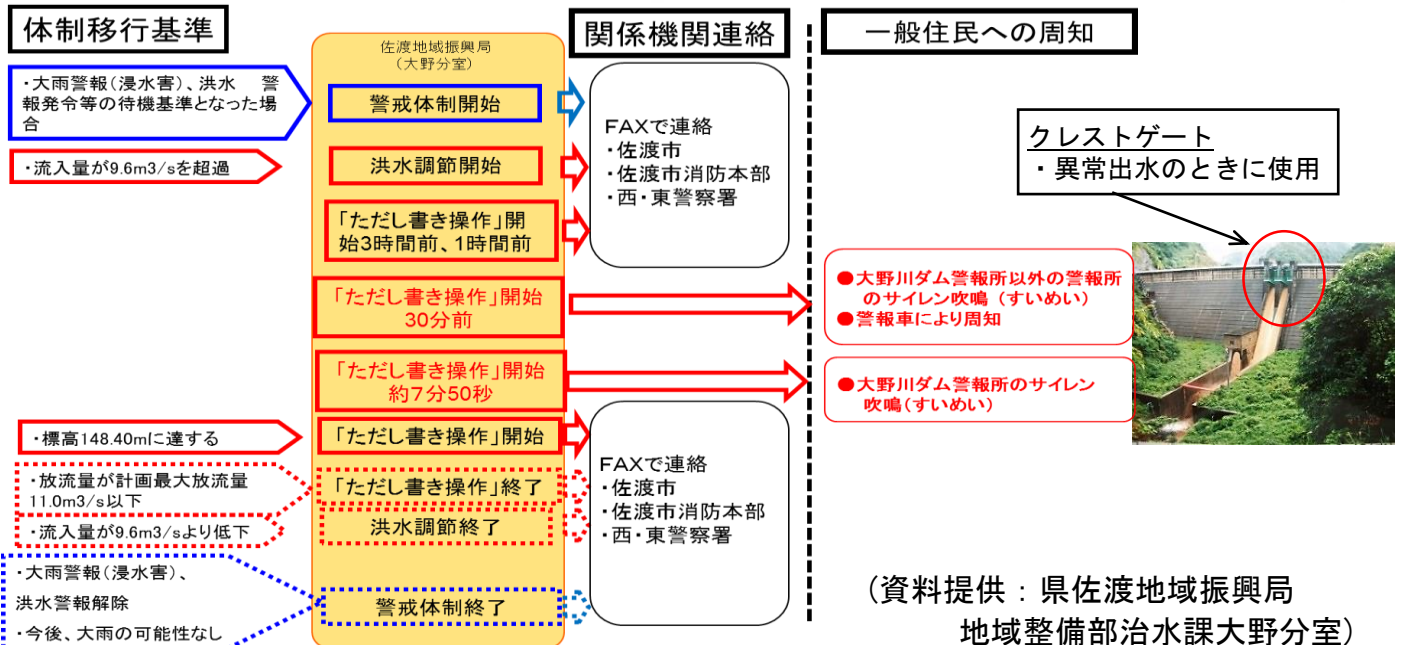 体制移行基準
・大雨警報(浸水害)、洪水 警
報発令等の待機基準となった場
合
・流入量が9.6m3/sを超過
・標高148.40mに達する
・放流量が計画最大放流量
11.0m3/s以下
・流入量が9.6m3/sより低下
・大雨警報(浸水害)、
洪水警報解除
・今後、大雨の可能性なし
佐渡地域振興局
(大野分室)
警戒体制開始
洪水調節開始
「ただし書き操作」開
始3時間前、1時間前
「ただし書き操作」開始
30分前
「ただし書き操作」開始
約7分50秒
「ただし書き操作」開始
「ただし書き操作」終了
洪水調節終了
警戒体制終了
関係機関連絡
FAXで連絡
・佐渡市
・佐渡市消防本部
・西・東警察署
FAXで連絡
・佐渡市
・佐渡市消防本部
・西・東警察署
一般住民への周知
クレストゲート
・異常出水のときに使用
●大野川ダム警報所以外の警報所
のサイレン吹鳴(すいめい)
●警報車により周知
●大野川ダム警報所のサイレン
吹鳴(すいめい)
(資料提供:県佐渡地域振興局
地域整備部治水課大野分室)